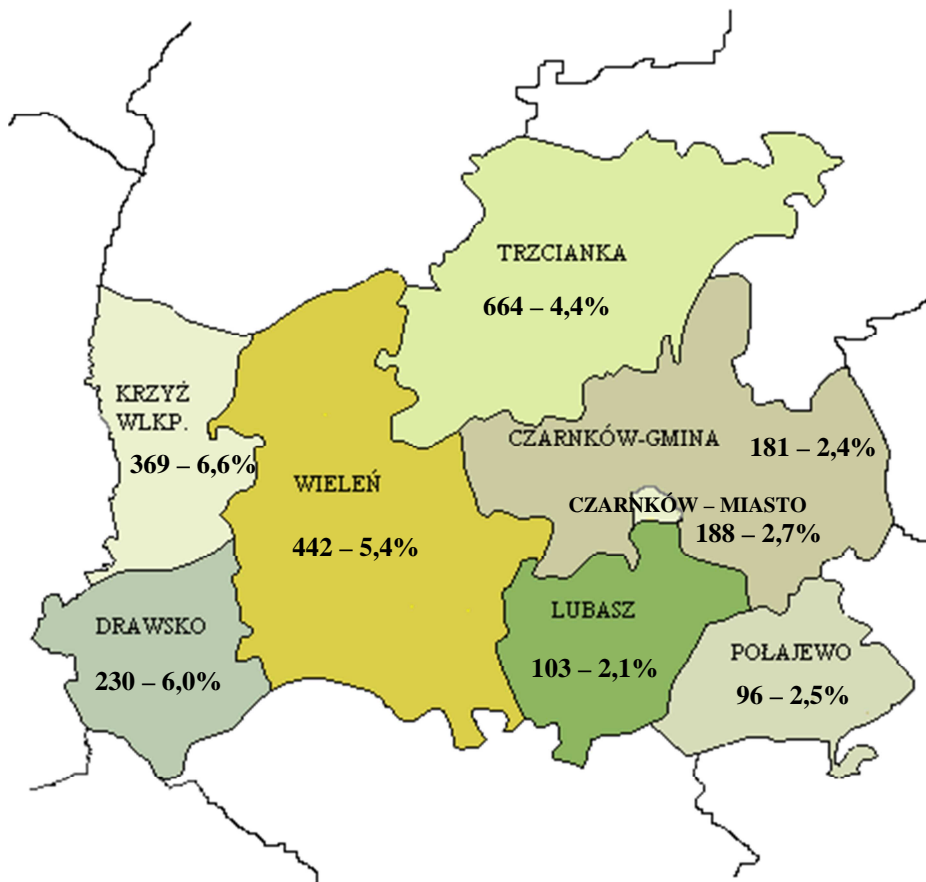 TRZCIANKA
664 – 4,4%
KRZYŻ
WLKP.
369 – 6,6%
WIELEŃ
442 – 5,4%
CZARNKÓW-GMINA
181 – 2,4%
CZARNKÓW – MIASTO
188 – 2,7%
DRAWSKO
230 – 6,0%
LUBASZ
103 – 2,1%
POŁAJEWO
96 – 2,5%